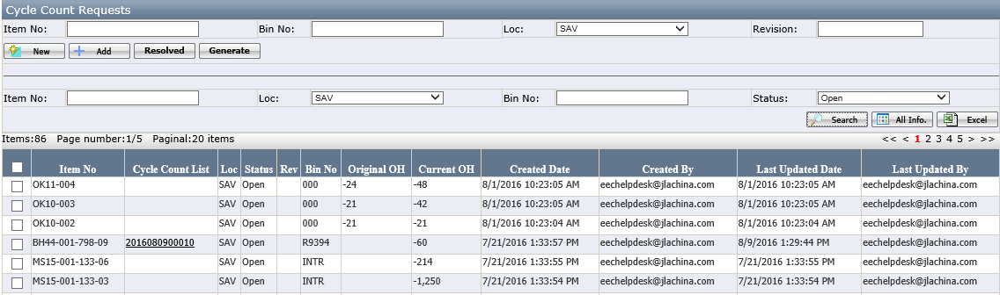 Cycle Count Requests
Item No: Bin No: Loc: SAV Revision:
New Add Resolved Generate
Item No: Loc: SAV Bin No: Status: Open
Search All Info. Excel
Items:86 Page number:1/5 Paginal:20 items << < 1 2 3 4 5 > >>
Item No Cycle Count List Loc Status Rev Bin No Original OH Current OH Created Date Created By Last Updated Date Last Updated By
OK11-004 SAV Open 000 -24 -48 8/1/2016 10:23:05 AM eechelpdesk@jlachina.com 8/1/2016 10:23:05 AM eechelpdesk@jlachina.com
OK10-003 SAV Open 000 -21 -42 8/1/2016 10:23:05 AM eechelpdesk@jlachina.com 8/1/2016 10:23:05 AM eechelpdesk@jlachina.com
OK10-002 SAV Open 000 -21 -21 8/1/2016 10:23:04 AM eechelpdesk@jlachina.com 8/1/2016 10:23:04 AM eechelpdesk@jlachina.com
BH44-001-798-09 2016080900010 SAV Open R9394 -60 7/21/2016 1:33:57 PM eechelpdesk@jlachina.com 8/9/2016 1:29:44 PM eechelpdesk@jlachina.com
MS15-001-133-06 SAV Open INTR -214 7/21/2016 1:33:55 PM eechelpdesk@jlachina.com 7/21/2016 1:33:55 PM eechelpdesk@jlachina.com
MS15-001-133-03 SAV Open INTR -1,250 7/21/2016 1:33:54 PM eechelpdesk@jlachina.com 7/21/2016 1:33:54 PM eechelpdesk@jlachina.com